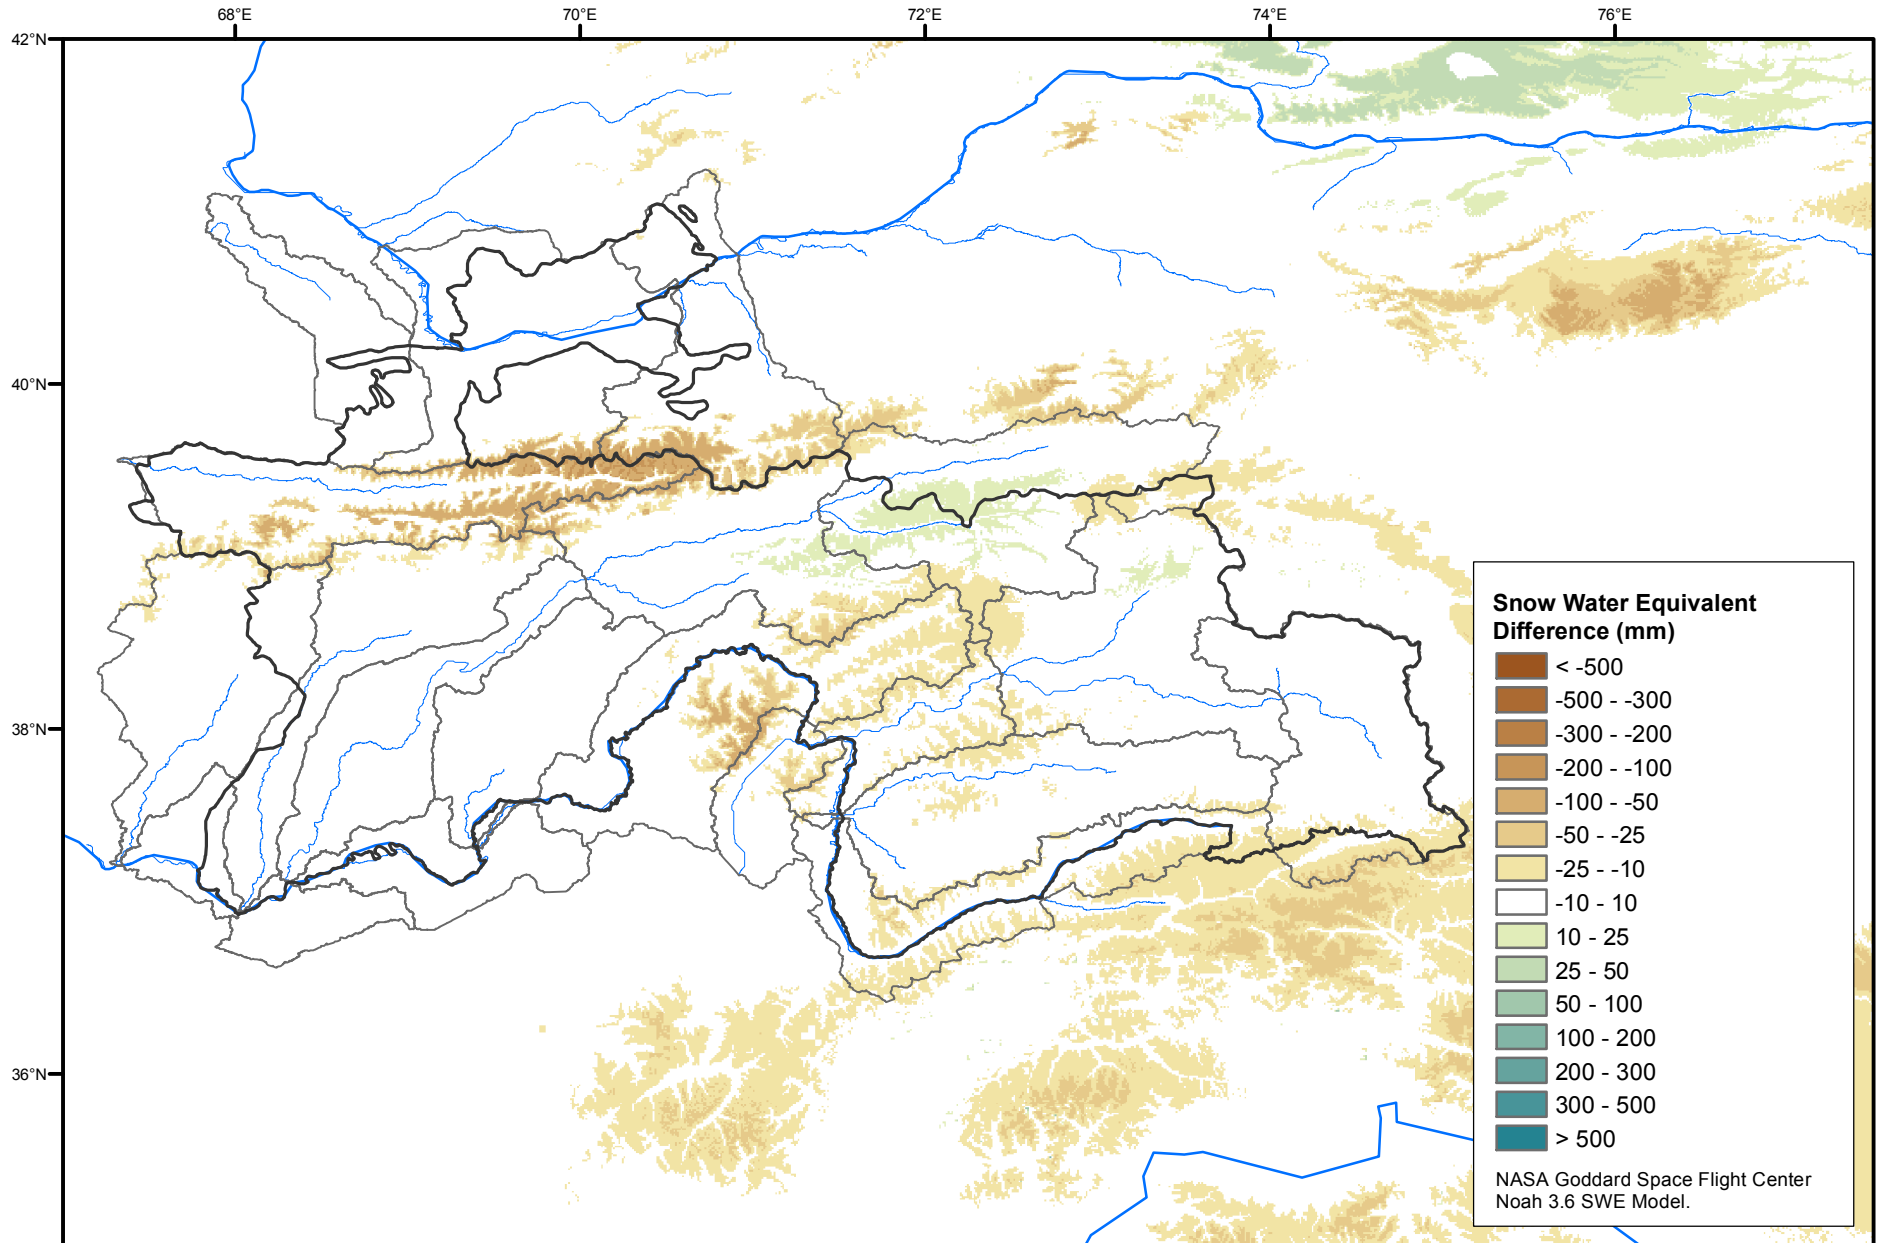 68°E 70°E 72°E 74°E 76°E
42°N
40°N
38°N
36°N
Snow Water Equivalent
Difference (mm)
< -500
-500 - -300
-300 - -200
-200 - -100
-100 - -50
-50 - -25
-25 - -10
-10 - 10
10 - 25
25 - 50
50 - 100
100 - 200
200 - 300
300 - 500
> 500
NASA Goddard Space Flight Center
Noah 3.6 SWE Model.